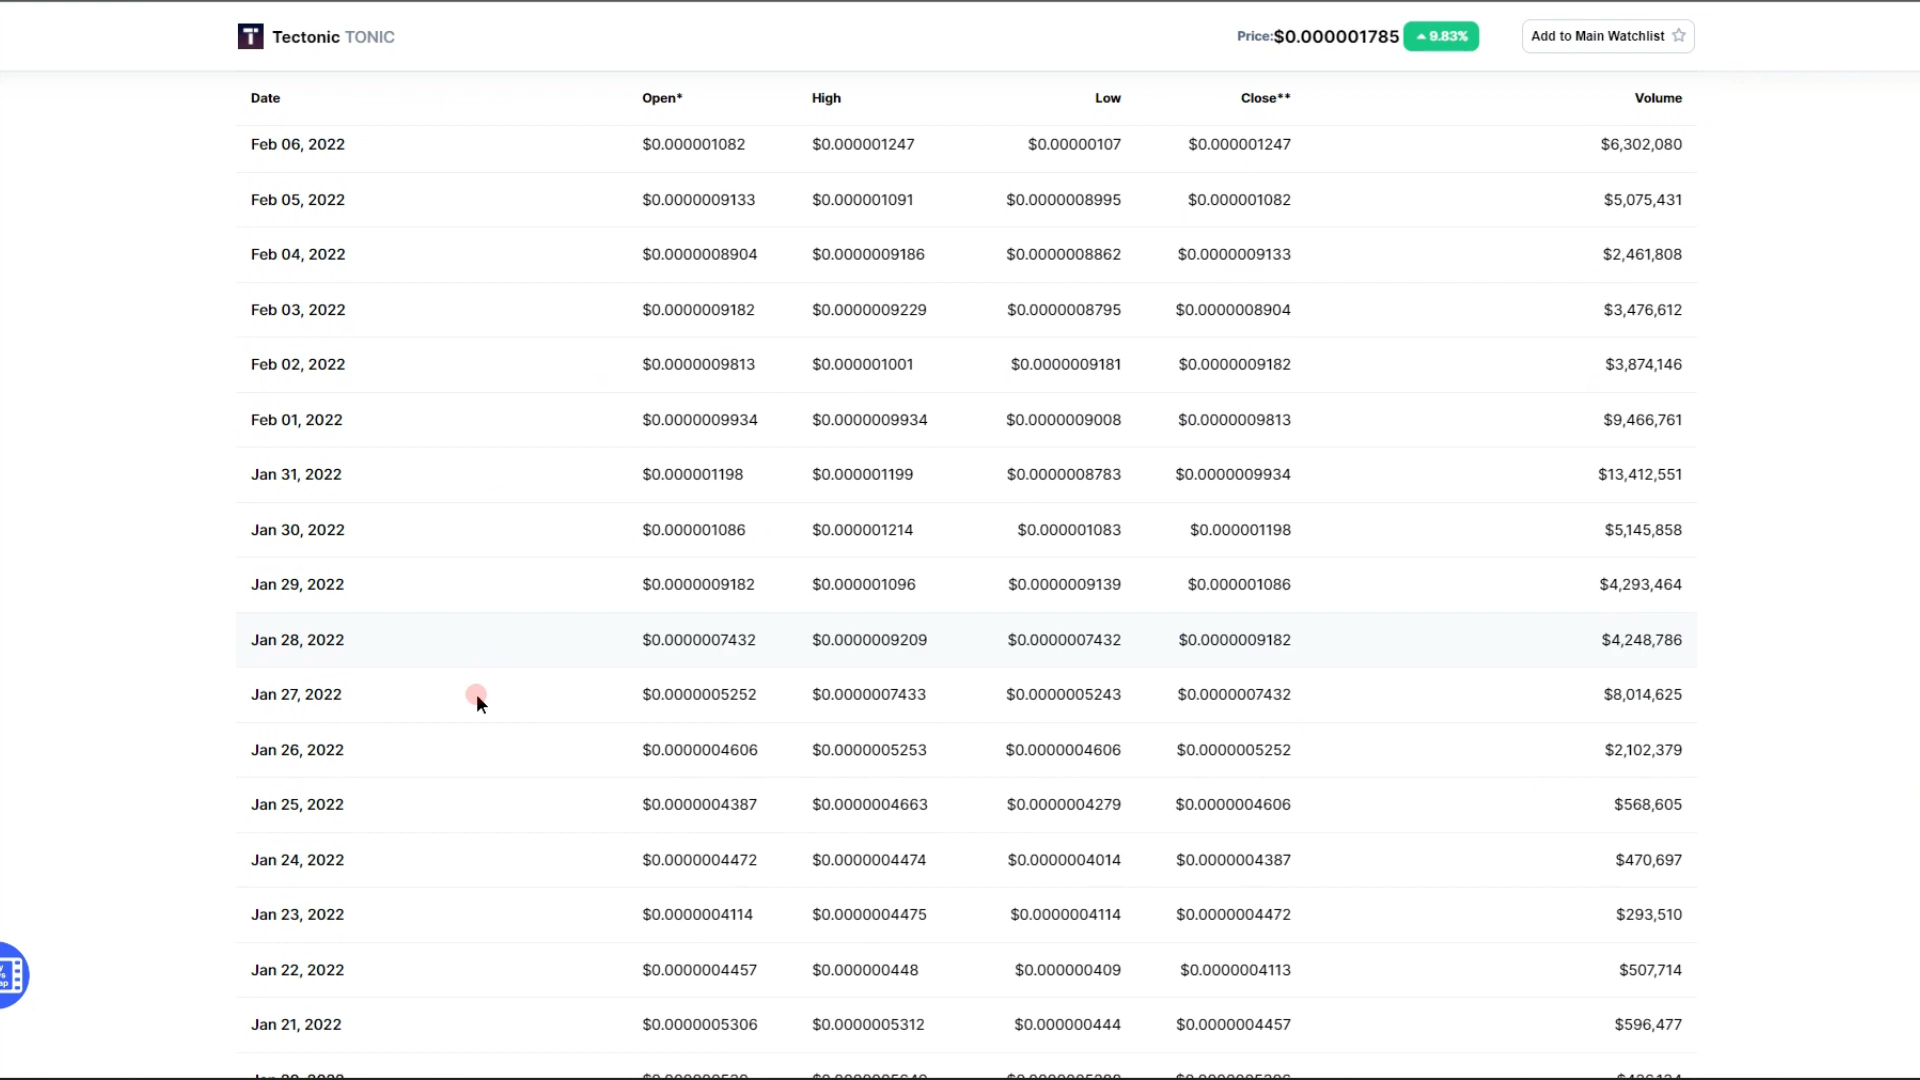 Tectonic TONIC Price:$0.000001785 9.83% Add to Main Watchlist
Date Open* High Low Close** Volume
Feb 06, 2022 $0.000001082 $0.000001247 $0.00000107 $0.000001247 $6,302,080
Feb 05, 2022 $0.0000009133 $0.000001091 $0.0000008995 $0.000001082 $5,075,431
Feb 04, 2022 $0.0000008904 $0.0000009186 $0.0000008862 $0.0000009133 $2,461,808
Feb 03, 2022 $0.0000009182 $0.0000009229 $0.0000008795 $0.0000008904 $3,476,612
Feb 02, 2022 $0.0000009813 $0.000001001 $0.0000009181 $0.0000009182 $3,874,146
Feb 01, 2022 $0.0000009934 $0.0000009934 $0.0000009008 $0.0000009813 $9,466,761
Jan 31, 2022 $0.000001198 $0.000001199 $0.0000008783 $0.0000009934 $13,412,551
Jan 30, 2022 $0.000001086 $0.000001214 $0.000001083 $0.000001198 $5,145,858
Jan 29, 2022 $0.0000009182 $0.000001096 $0.0000009139 $0.000001086 $4,293,464
Jan 28, 2022 $0.0000007432 $0.0000009209 $0.0000007432 $0.0000009182 $4,248,786
Jan 27, 2022 $0.0000005252 $0.0000007433 $0.0000005243 $0.0000007432 $8,014,625
Jan 26, 2022 $0.0000004606 $0.0000005253 $0.0000004606 $0.0000005252 $2,102,379
Jan 25, 2022 $0.0000004387 $0.0000004663 $0.0000004279 $0.0000004606 $568,605
Jan 24, 2022 $0.0000004472 $0.0000004474 $0.0000004014 $0.0000004387 $470,697
Jan 23, 2022 $0.0000004114 $0.0000004475 $0.0000004114 $0.0000004472 $293,510
Jan 22, 2022 $0.0000004457 $0.000000448 $0.000000409 $0.0000004113 $507,714
Jan 21, 2022 $0.0000005306 $0.0000005312 $0.000000444 $0.0000004457 $596,477